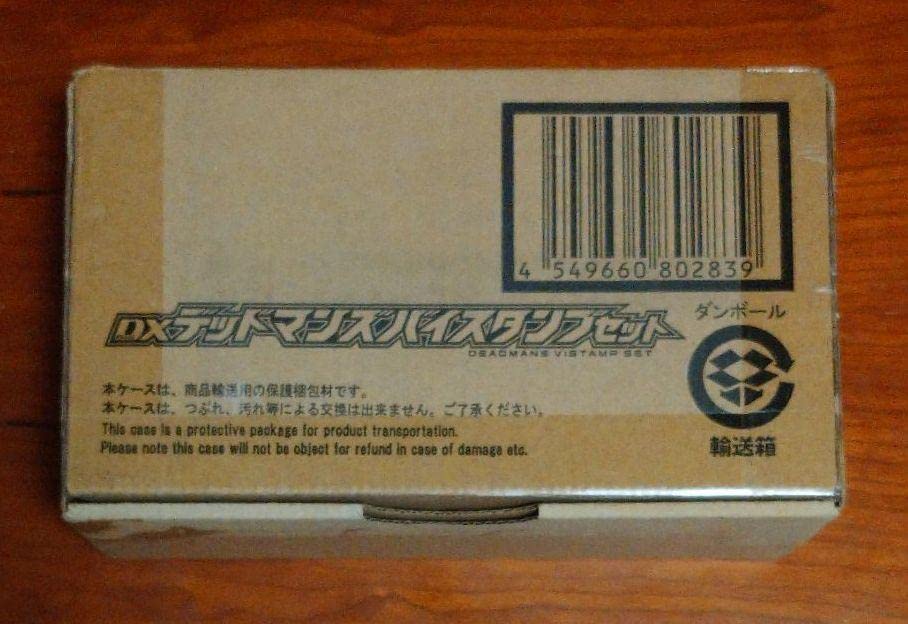 4 549660 802839
DXデッドマンズバイスタンプセット
DEADMANS VISTAMP SET
ダンボール
輸送箱
本ケースは、商品輸送用の保護梱包材です。
本ケースは、つぶれ、汚れ等による交換は出来ません。ご了承ください。
This case is a protective package for product transportation.
Please note this case will not be object for refund in case of damage etc.